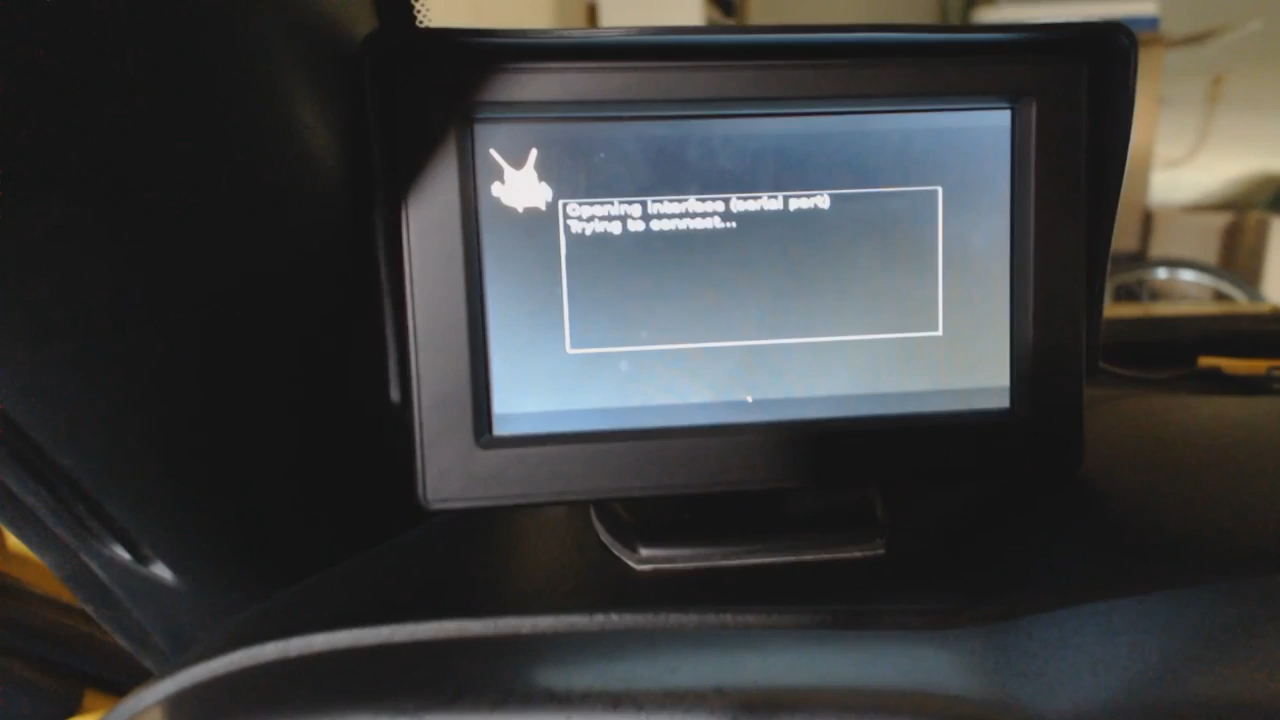 Opening interface (serial port)
Trying to connect...